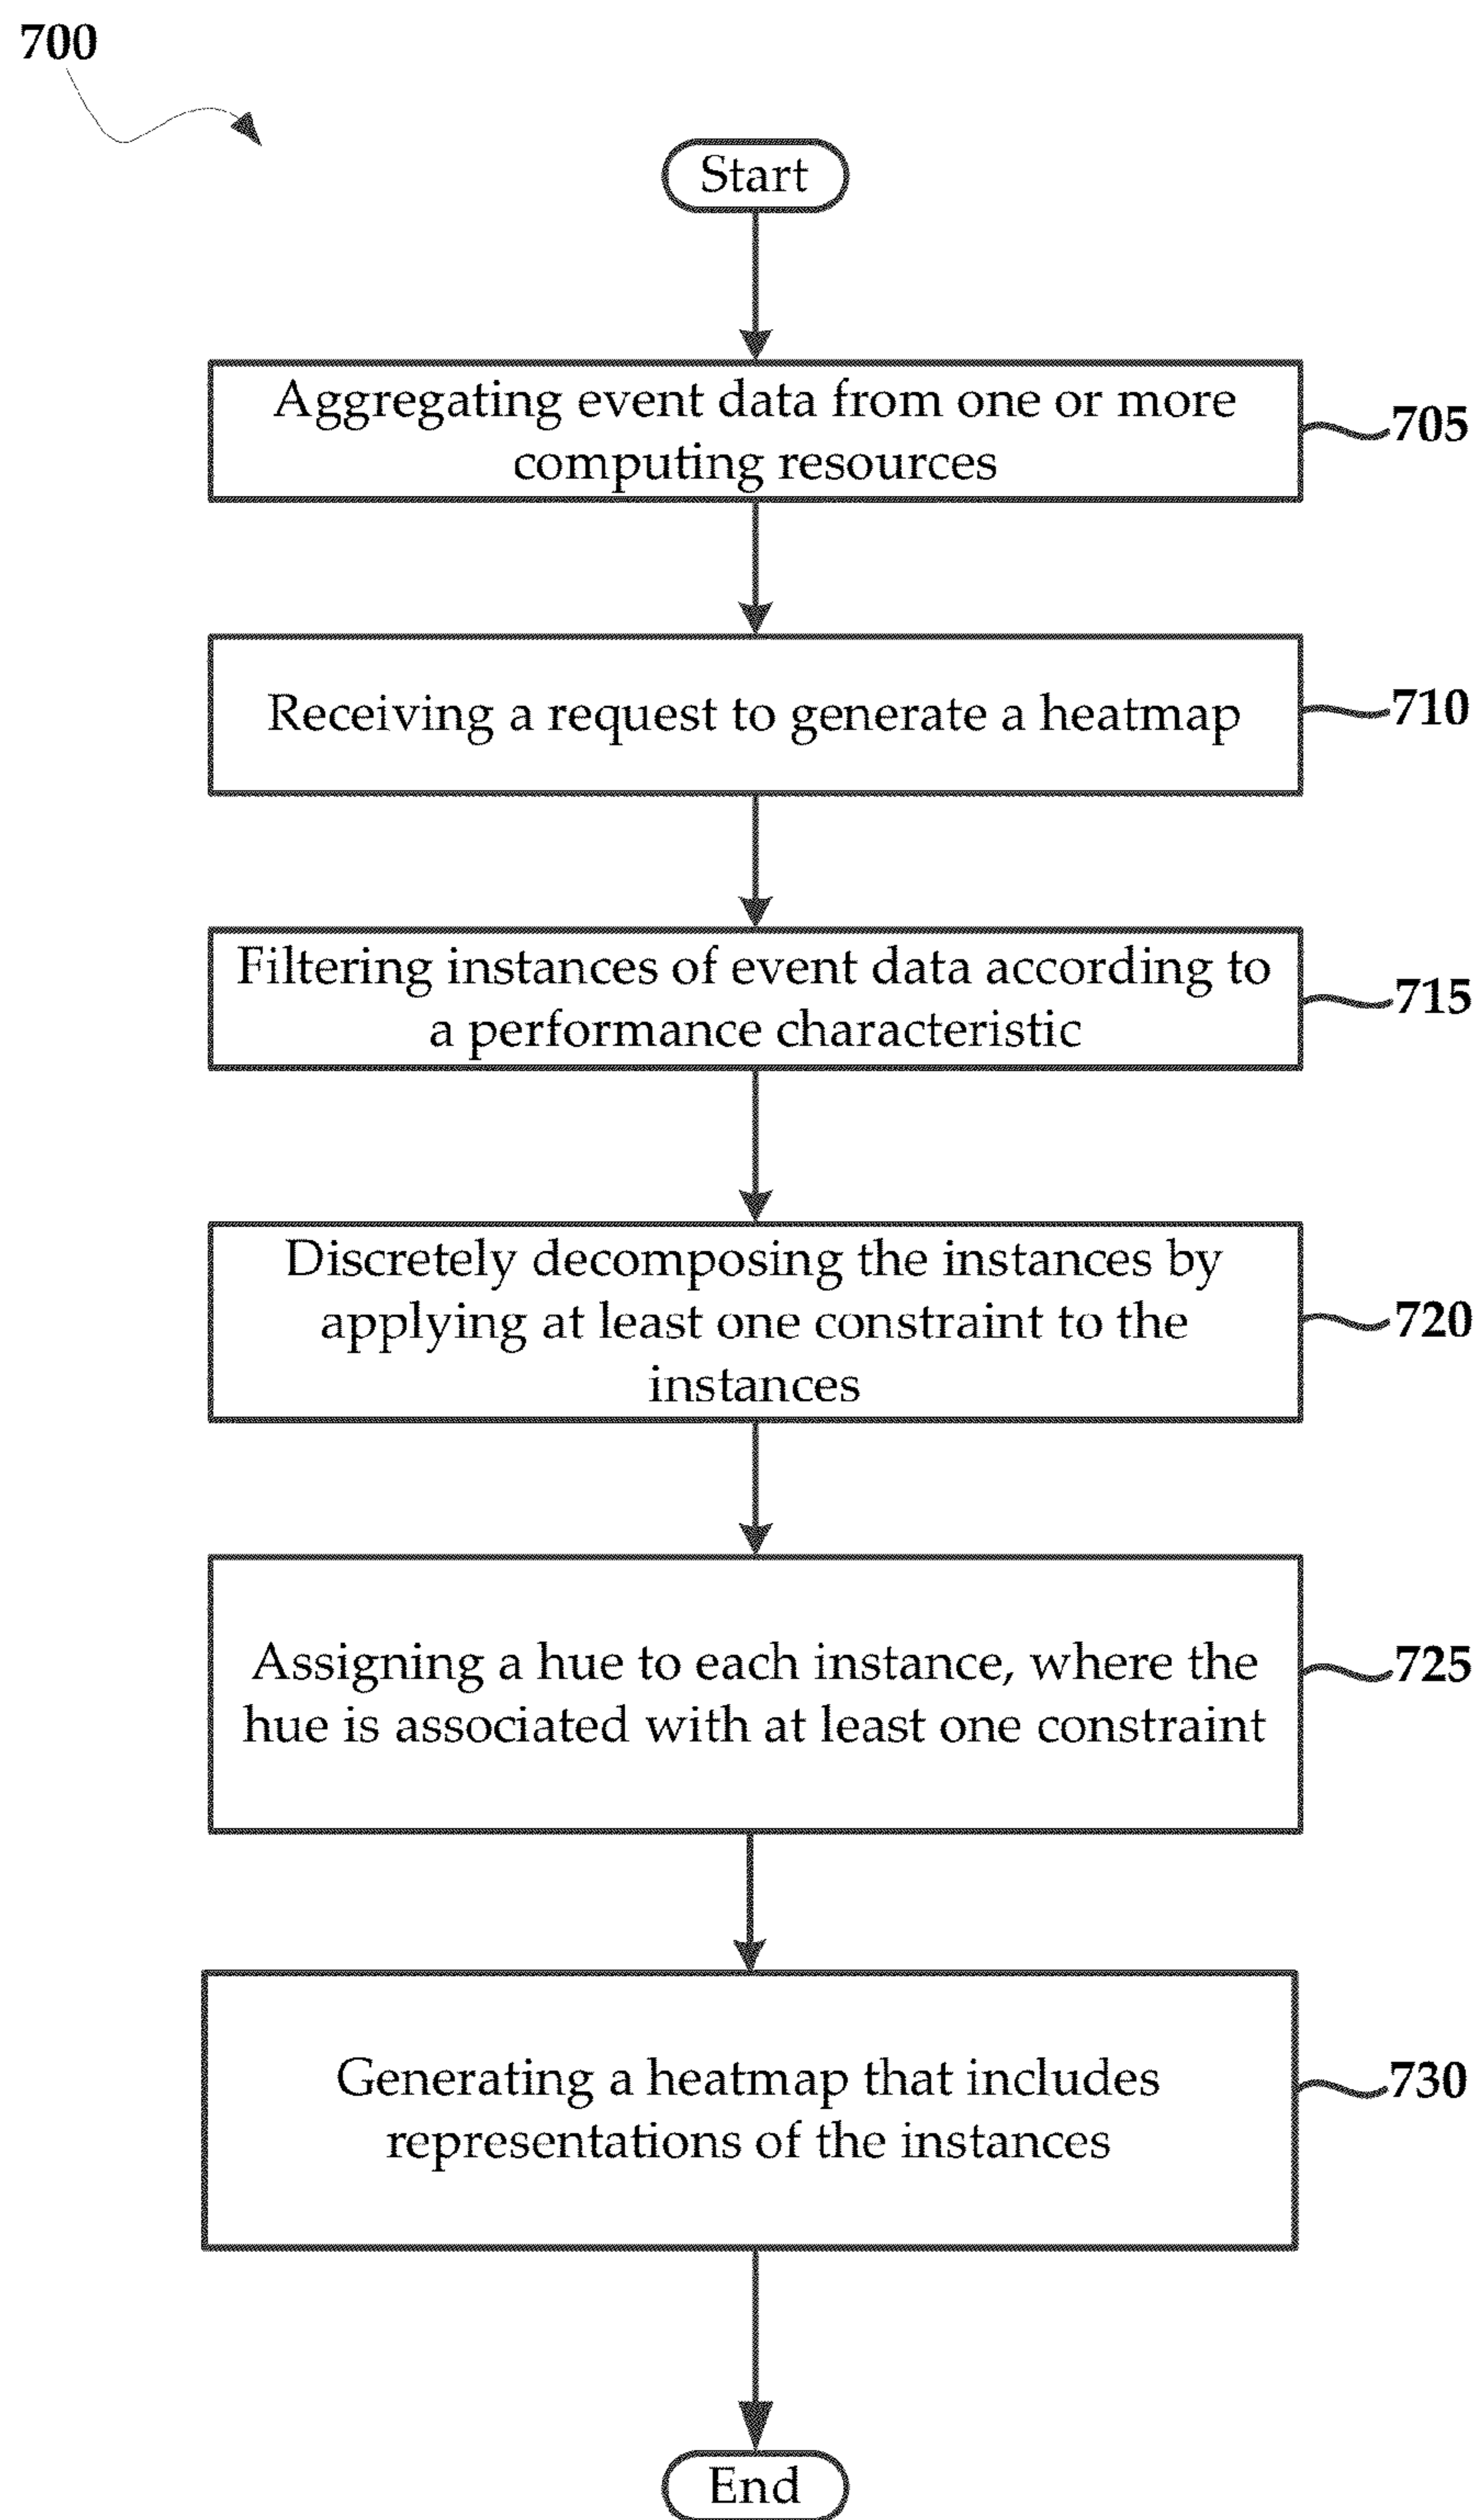 700
Start
Aggregating event data from one or more
computing resources
705
Receiving a request to generate a heatmap
710
Filtering instances of event data according to
a performance characteristic
715
Discretely decomposing the instances by
applying at least one constraint to the
instances
720
Assigning a hue to each instance, where the
hue is associated with at least one constraint
725
Generating a heatmap that includes
representations of the instances
730
End